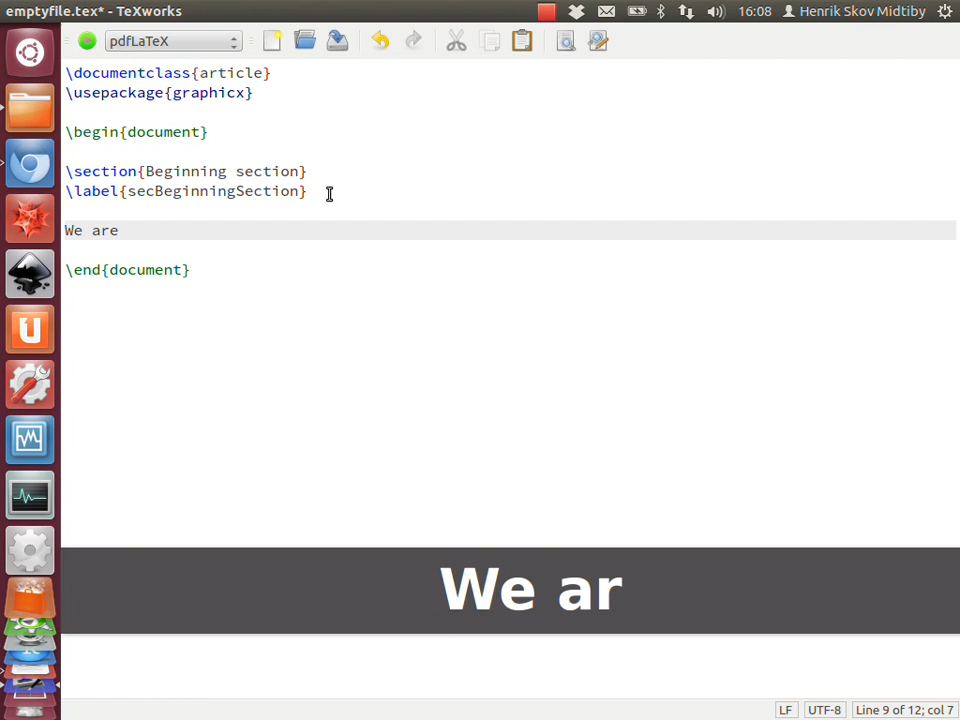 emptyfile.tex* - TeXworks
16:08
Henrik Skov Midtiby
pdfLaTeX
\documentclass{article}
\usepackage{graphicx}
\begin{document}
\section{Beginning section}
\label{secBeginningSection}
We are
\end{document}
We ar
LF
UTF-8
Line 9 of 12; col 7